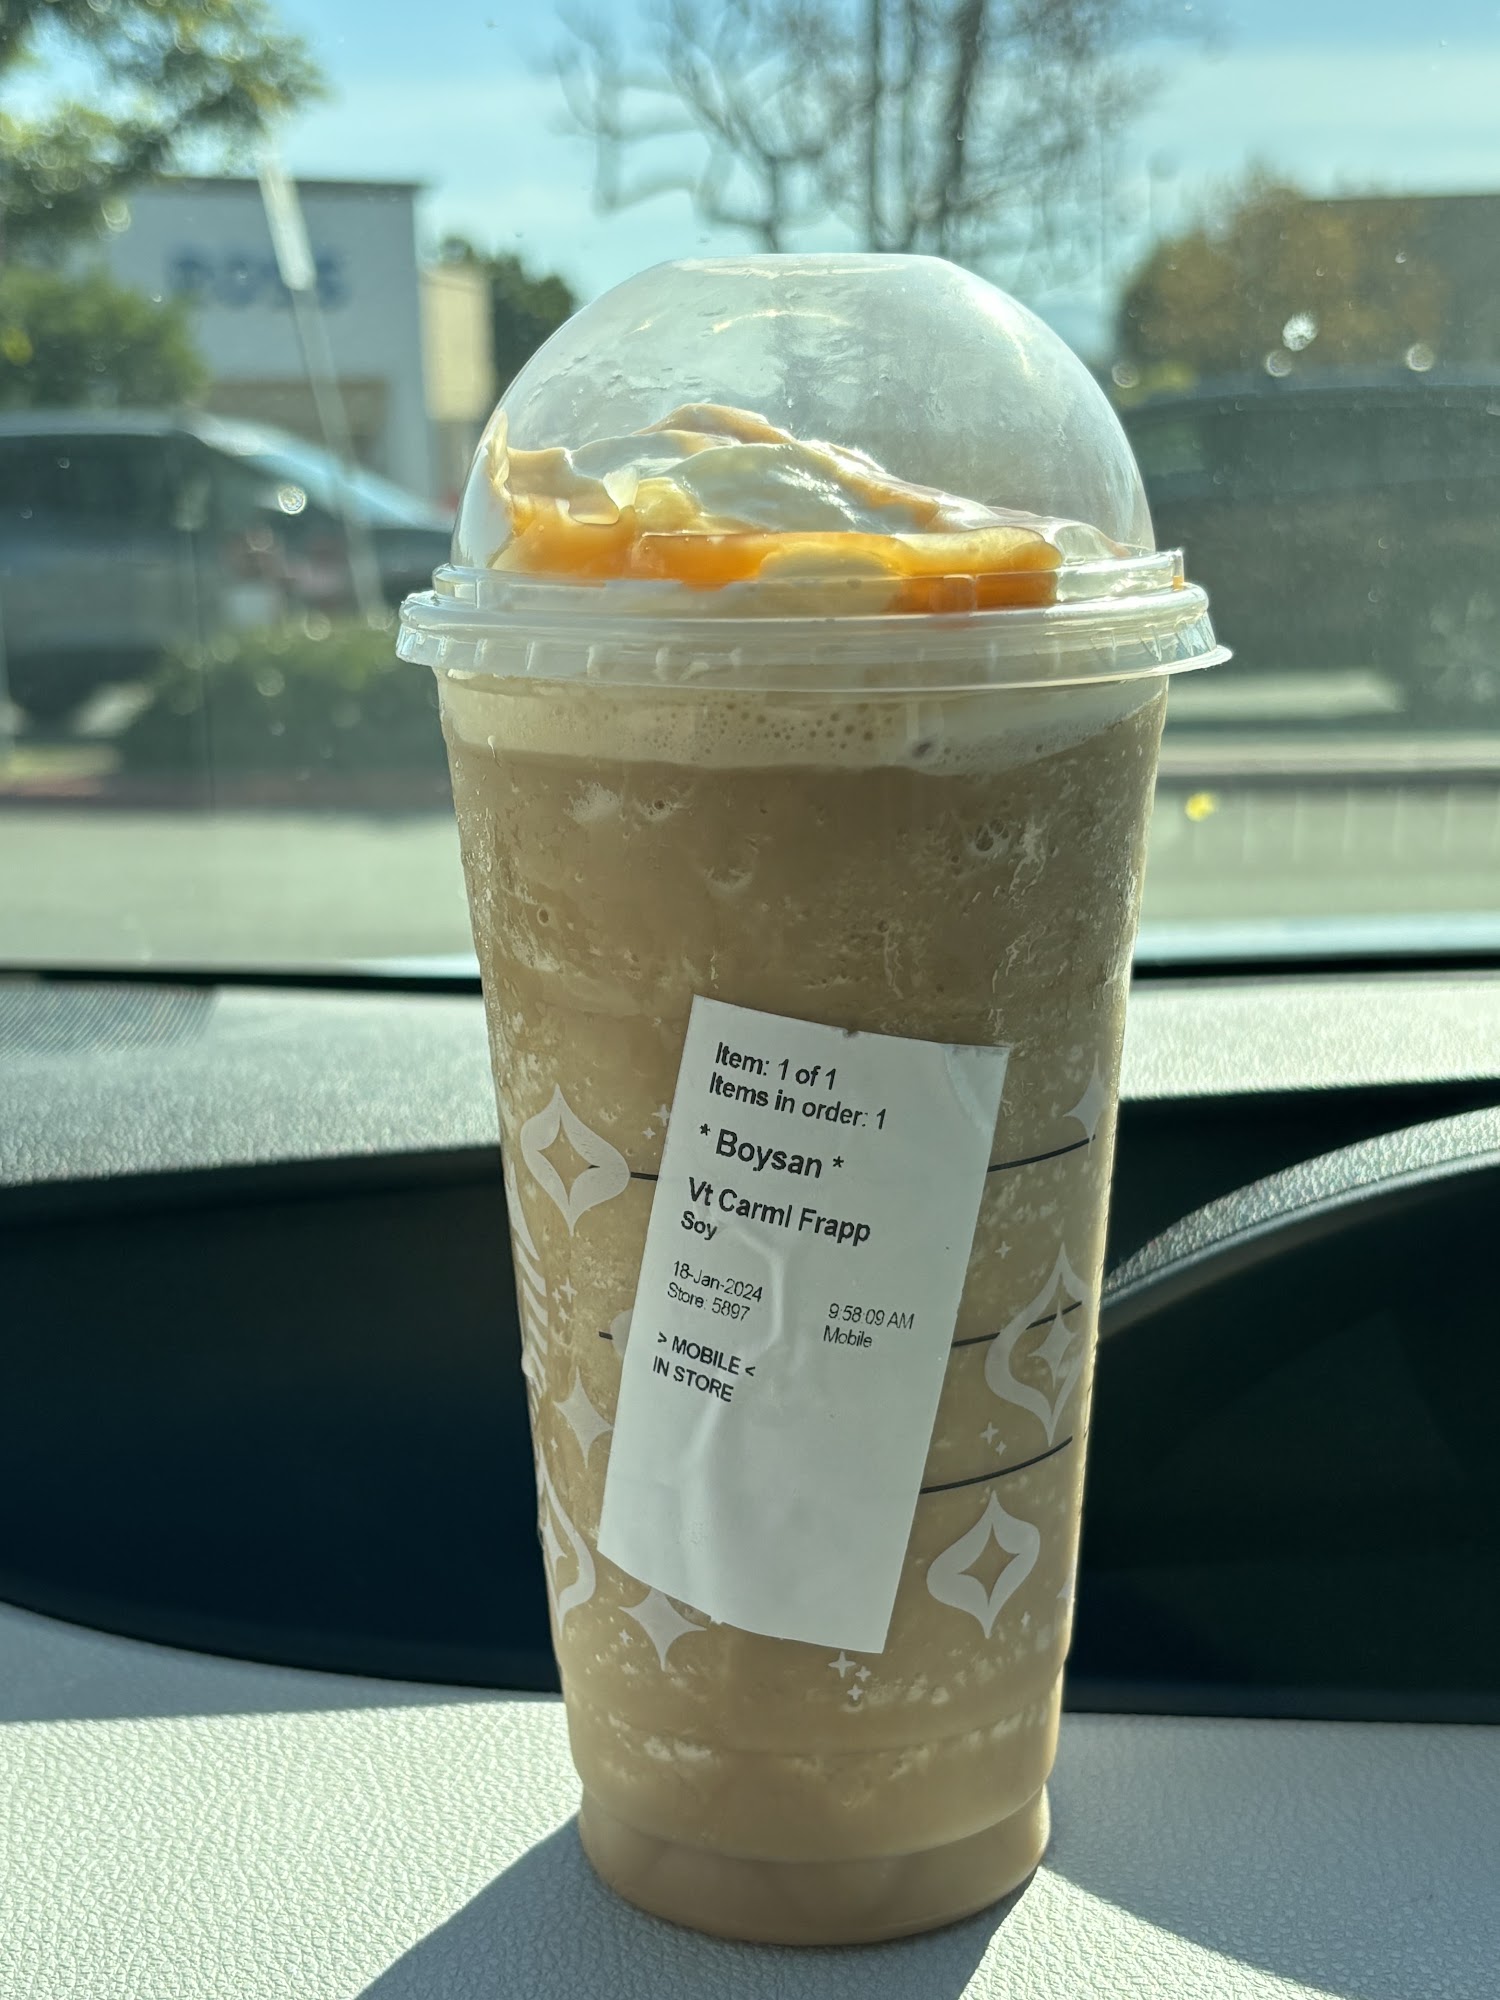 Item: 1 of 1
Items in order: 1
* Boysan *
Vt Carml Frapp
Soy
18-Jan-2024
Store: 5897 9:58:09 AM
Mobile
> MOBILE <
IN STORE